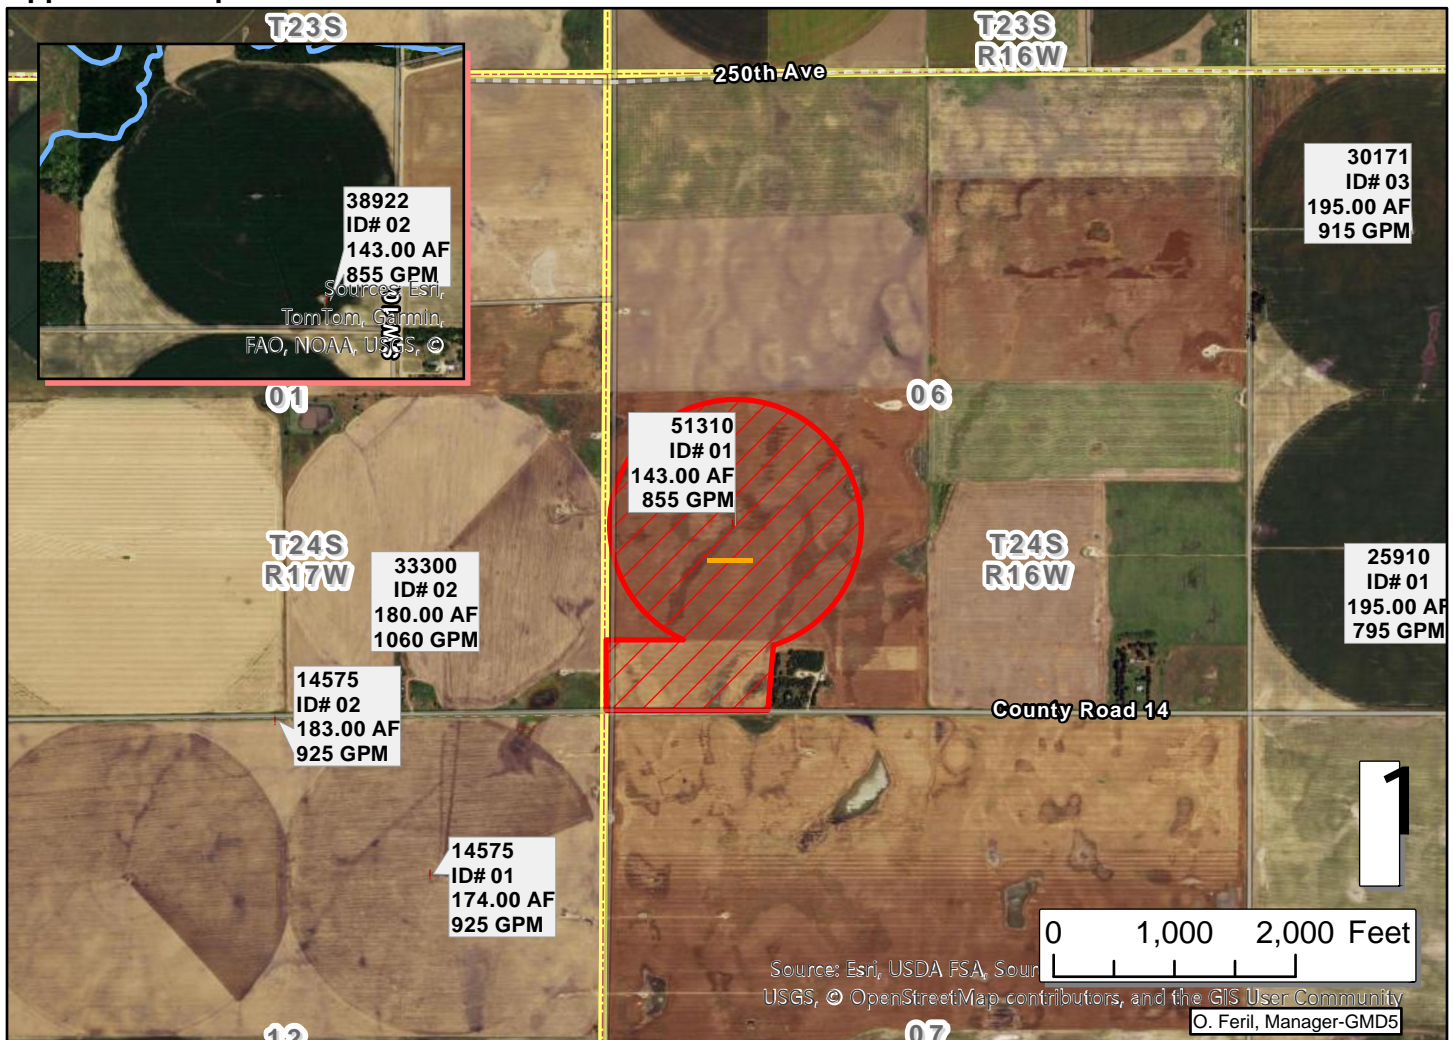 T23S
T23S
R16W
250th Ave
38922
ID# 02
143.00 AF
855 GPM
Sources: Esri,
TomTom, Garmin,
FAO, NOAA, USGS, ©
30171
ID# 03
195.00 AF
915 GPM
01
06
51310
ID# 01
143.00 AF
855 GPM
T24S
R17W
33300
ID# 02
180.00 AF
1060 GPM
T24S
R16W
25910
ID# 01
195.00 AF
795 GPM
14575
ID# 02
183.00 AF
925 GPM
County Road 14
1
14575
ID# 01
174.00 AF
925 GPM
0 1,000 2,000 Feet
Source: Esri, USDA FSA,
USGS, © OpenStreetMap contributors, and the GIS User Community
O. Feril, Manager-GMD5
12
07